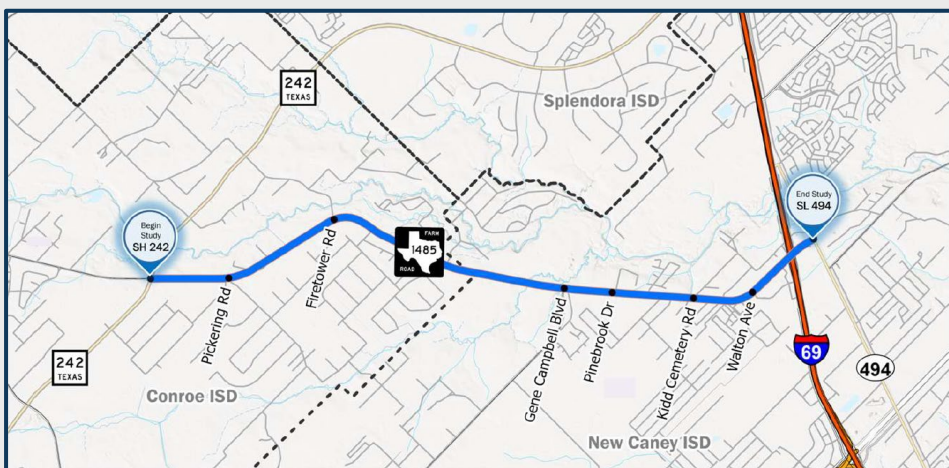 242
TEXAS
Splendora ISD
End Study
SL 494
Begin
Study
SH 242
FARM
1485
ROAD
Firetower Rd
Pickering Rd
Gene Campbell Blvd
Pinebrook Dr
Kidd Cemetery Rd
Walton Ave
69
494
242
TEXAS
Conroe ISD
New Caney ISD